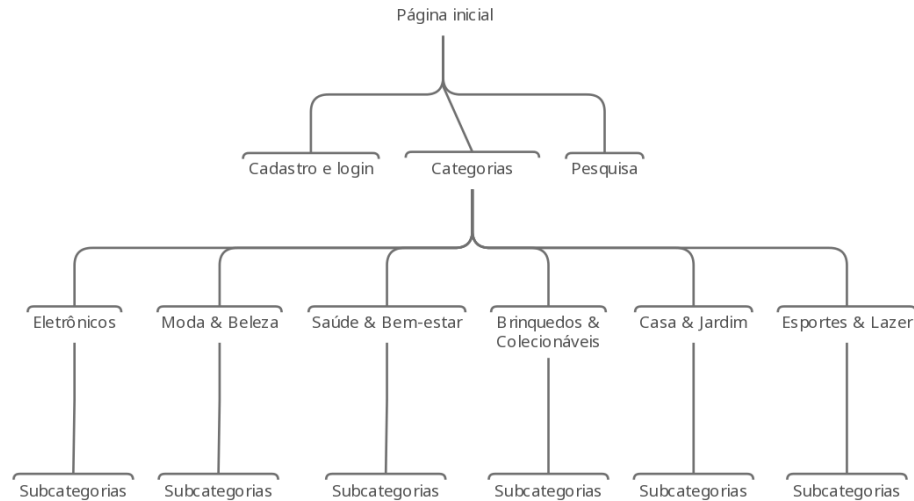 Página inicial
Cadastro e login
Categorias
Pesquisa
Eletrônicos
Moda & Beleza
Saúde & Bem-estar
Brinquedos &
Colecionáveis
Casa & Jardim
Esportes & Lazer
Subcategorias
Subcategorias
Subcategorias
Subcategorias
Subcategorias
Subcategorias